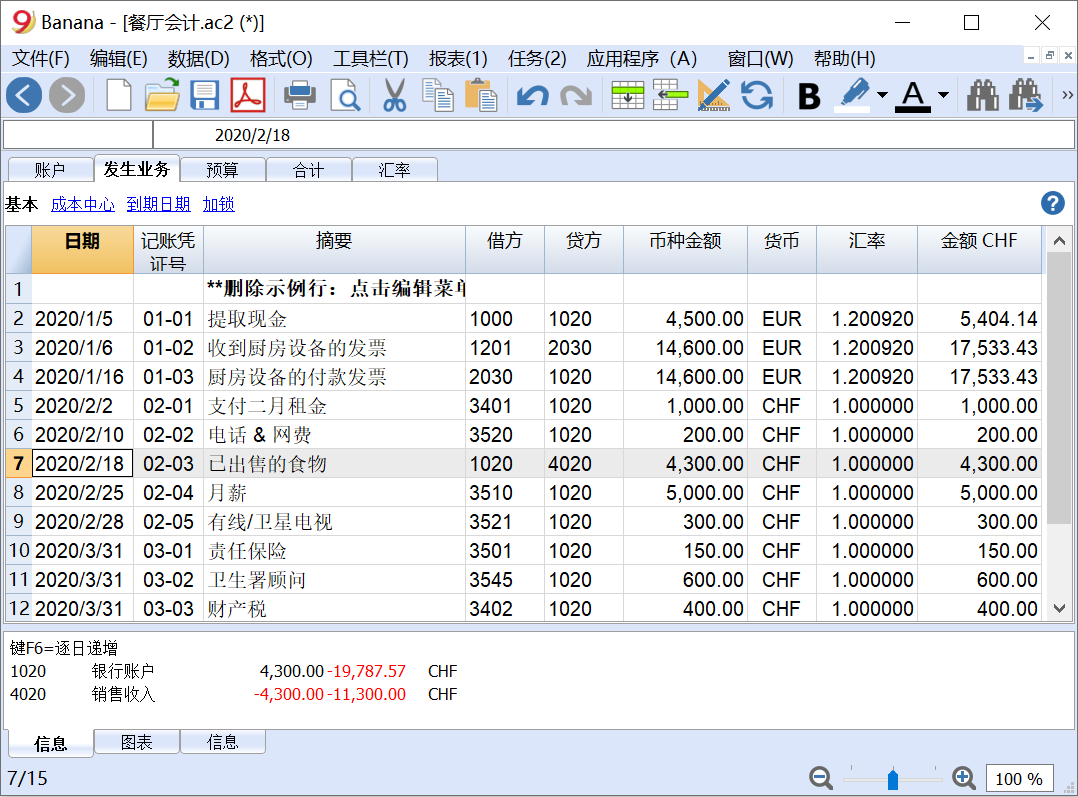 Banana - [餐厅会计.ac2 (*)]
文件(F) 编辑(E) 数据(D) 格式(O) 工具栏(T) 报表(1) 任务(2) 应用程序（A） 窗口(W) 帮助(H)
B A »
2020/2/18
账户 发生业务 预算 合计 汇率
基本 成本中心 到期日期 加锁 ?
日期 记账凭证号 摘要 借方 贷方 币种金额 货币 汇率 金额 CHF
1 **删除示例行：点击编辑菜单
2 2020/1/5 01-01 提取现金 1000 1020 4,500.00 EUR 1.200920 5,404.14
3 2020/1/6 01-02 收到厨房设备的发票 1201 2030 14,600.00 EUR 1.200920 17,533.43
4 2020/1/16 01-03 厨房设备的付款发票 2030 1020 14,600.00 EUR 1.200920 17,533.43
5 2020/2/2 02-01 支付二月租金 3401 1020 1,000.00 CHF 1.000000 1,000.00
6 2020/2/10 02-02 电话 & 网费 3520 1020 200.00 CHF 1.000000 200.00
7 2020/2/18 02-03 已出售的食物 1020 4020 4,300.00 CHF 1.000000 4,300.00
8 2020/2/25 02-04 月薪 3510 1020 5,000.00 CHF 1.000000 5,000.00
9 2020/2/28 02-05 有线/卫星电视 3521 1020 300.00 CHF 1.000000 300.00
10 2020/3/31 03-01 责任保险 3501 1020 150.00 CHF 1.000000 150.00
11 2020/3/31 03-02 卫生署顾问 3545 1020 600.00 CHF 1.000000 600.00
12 2020/3/31 03-03 财产税 3402 1020 400.00 CHF 1.000000 400.00
键F6=逐日递增
1020 银行账户 4,300.00 -19,787.57 CHF
4020 销售收入 -4,300.00 -11,300.00 CHF
信息 图表 信息
7/15 100 %